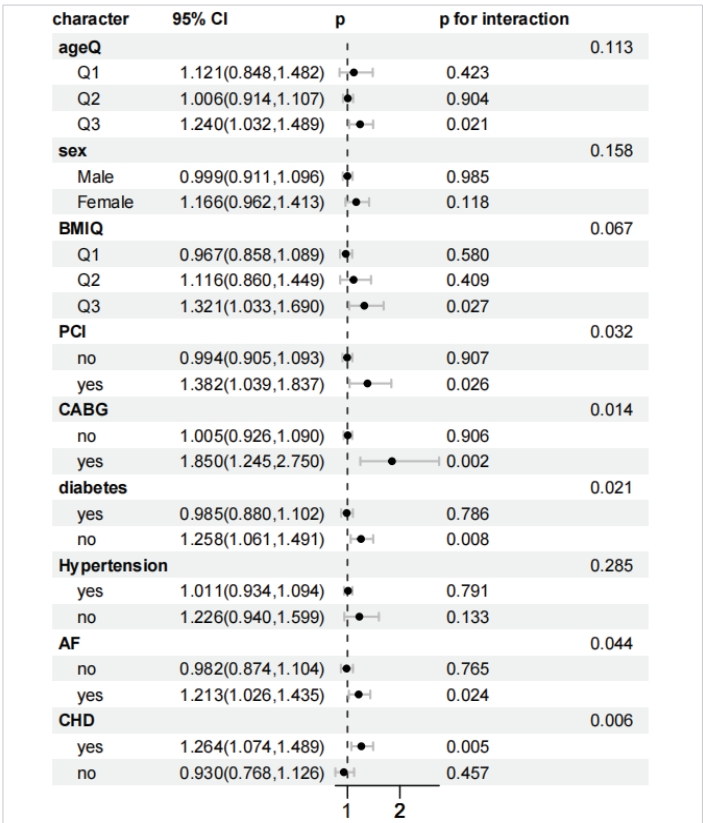 character 95% CI p p for interaction
ageQ 0.113
Q1 1.121(0.848,1.482) 0.423
Q2 1.006(0.914,1.107) 0.904
Q3 1.240(1.032,1.489) 0.021
sex 0.158
Male 0.999(0.911,1.096) 0.985
Female 1.166(0.962,1.413) 0.118
BMIQ 0.067
Q1 0.967(0.858,1.089) 0.580
Q2 1.116(0.860,1.449) 0.409
Q3 1.321(1.033,1.690) 0.027
PCI 0.032
no 0.994(0.905,1.093) 0.907
yes 1.382(1.039,1.837) 0.026
CABG 0.014
no 1.005(0.926,1.090) 0.906
yes 1.850(1.245,2.750) 0.002
diabetes 0.021
yes 0.985(0.880,1.102) 0.786
no 1.258(1.061,1.491) 0.008
Hypertension 0.285
yes 1.011(0.934,1.094) 0.791
no 1.226(0.940,1.599) 0.133
AF 0.044
no 0.982(0.874,1.104) 0.765
yes 1.213(1.026,1.435) 0.024
CHD 0.006
yes 1.264(1.074,1.489) 0.005
no 0.930(0.768,1.126) 0.457
1 2